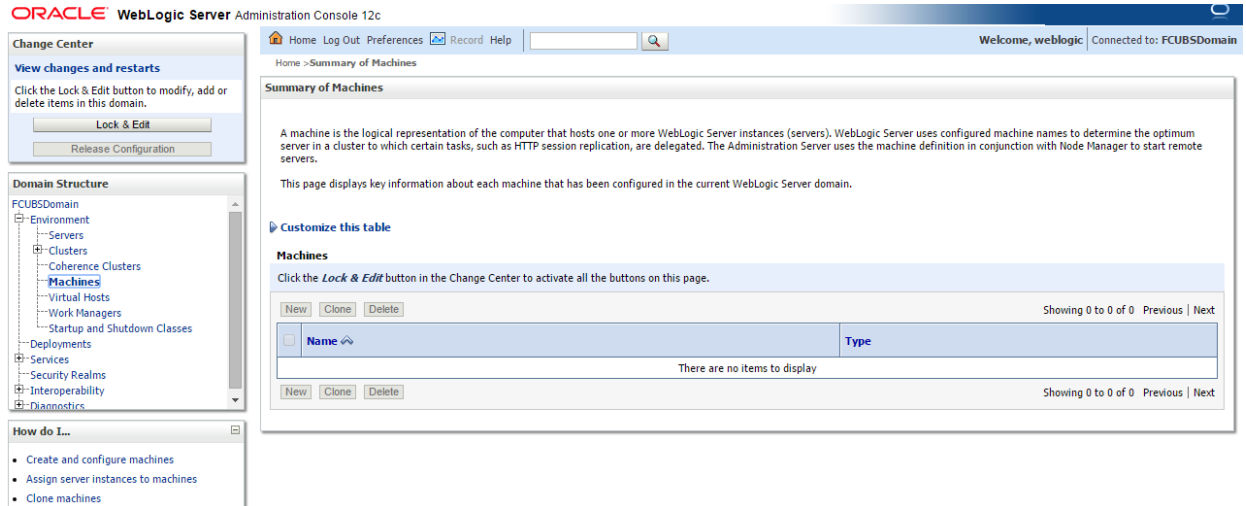 ORACLE WebLogic Server Administration Console 12c
Change Center
View changes and restarts
Click the Lock & Edit button to modify, add or
delete items in this domain.
Lock & Edit
Release Configuration
Domain Structure
FCUBSDomain
Environment
Servers
Clusters
Coherence Clusters
Machines
Virtual Hosts
Work Managers
Startup and Shutdown Classes
Deployments
Services
Security Realms
Interoperability
Diagnostics
How do I...
Create and configure machines
Assign server instances to machines
Clone machines
Home Log Out Preferences Record Help
Welcome, weblogic Connected to: FCUBSDomain
Home >Summary of Machines
Summary of Machines
A machine is the logical representation of the computer that hosts one or more WebLogic Server instances (servers). WebLogic Server uses configured machine names to determine the optimum
server in a cluster to which certain tasks, such as HTTP session replication, are delegated. The Administration Server uses the machine definition in conjunction with Node Manager to start remote
servers.
This page displays key information about each machine that has been configured in the current WebLogic Server domain.
Customize this table
Machines
Click the Lock & Edit button in the Change Center to activate all the buttons on this page.
New Clone Delete Showing 0 to 0 of 0 Previous | Next
Name Type
There are no items to display
New Clone Delete Showing 0 to 0 of 0 Previous | Next